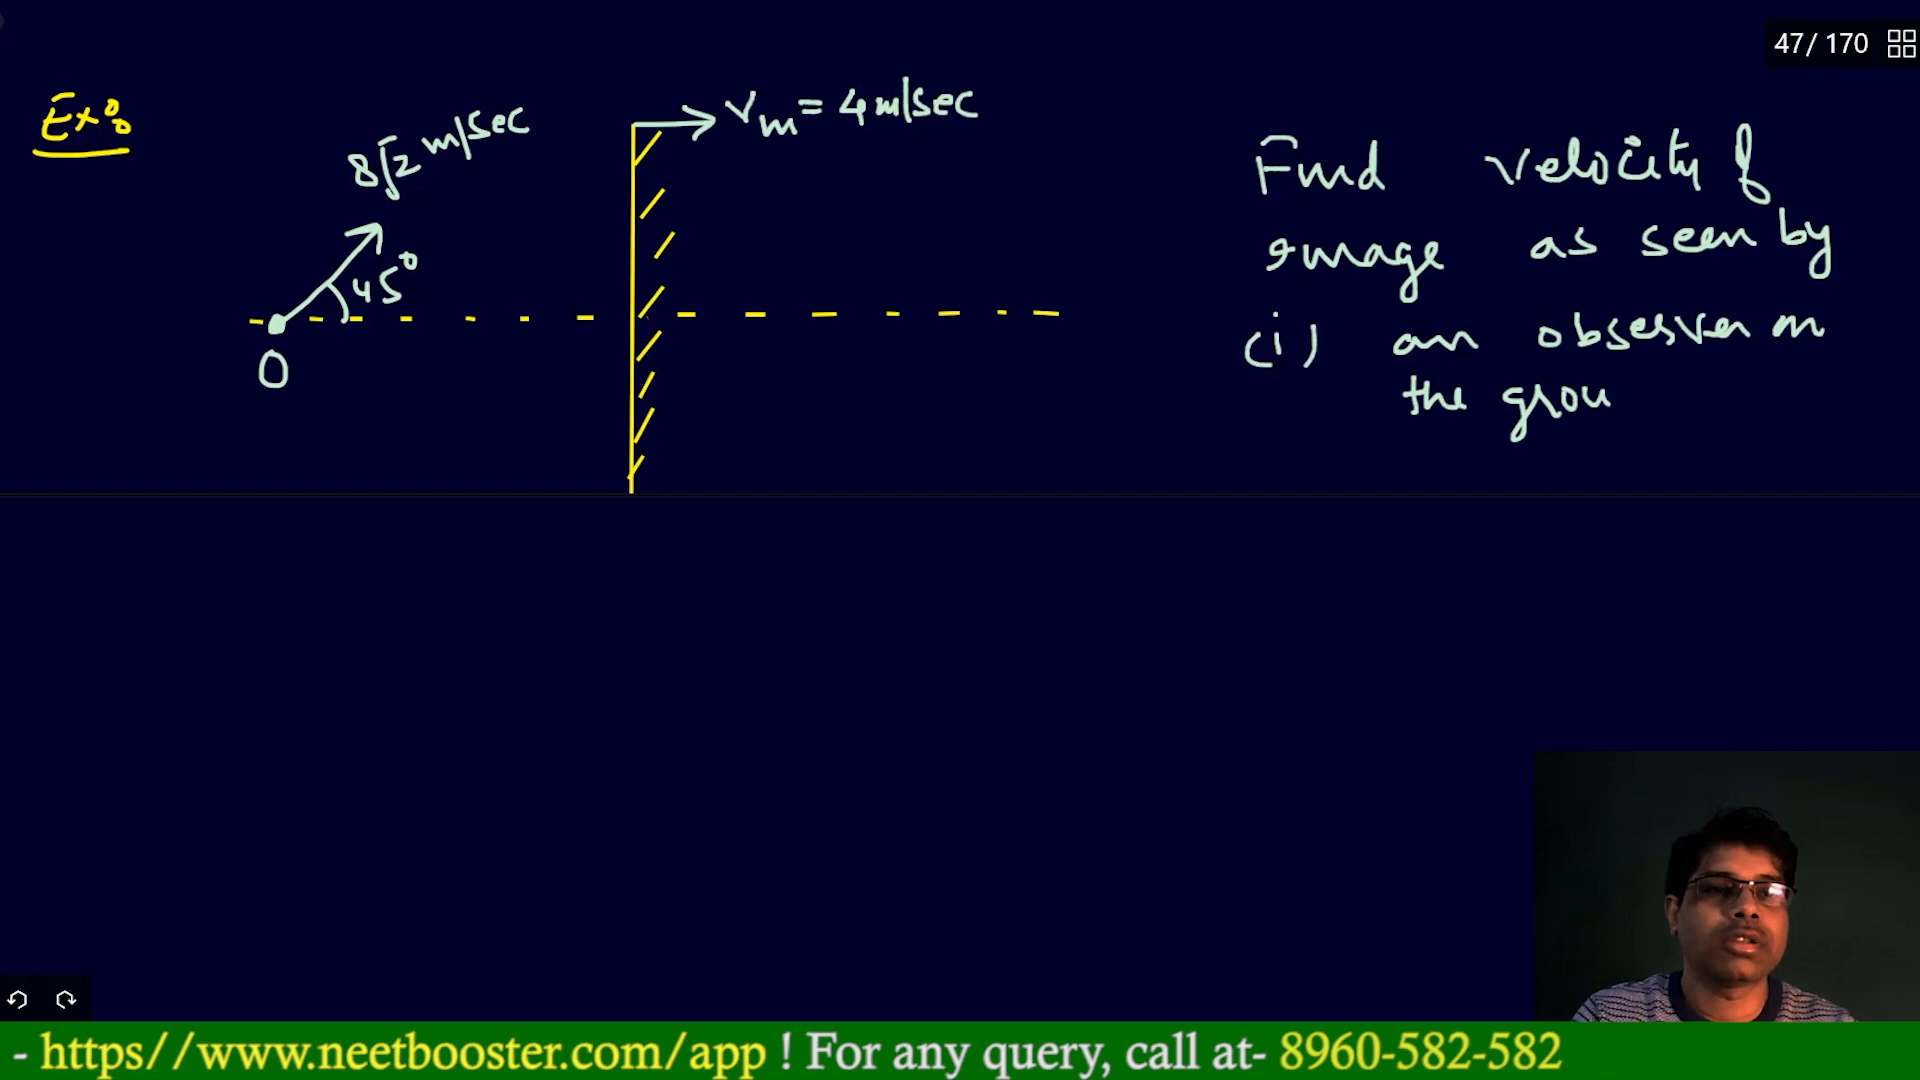 47/ 170
Ex:
8√2 m/sec
45°
O
Vm = 4m/sec
Find velocity of
image as seen by
(i) an observer on
the grou
- https//www.neetbooster.com/app ! For any query, call at- 8960-582-582